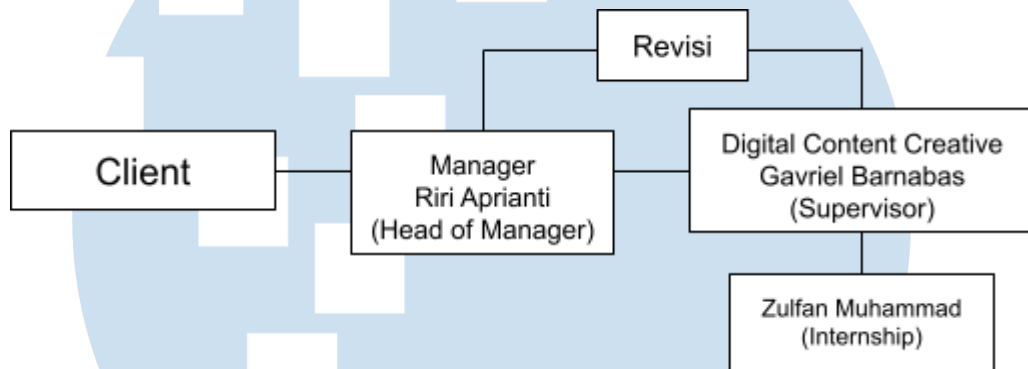 Revisi
Client
Manager
Riri Aprianti
(Head of Manager)
Digital Content Creative
Gavriel Barnabas
(Supervisor)
Zulfan Muhammad
(Internship)